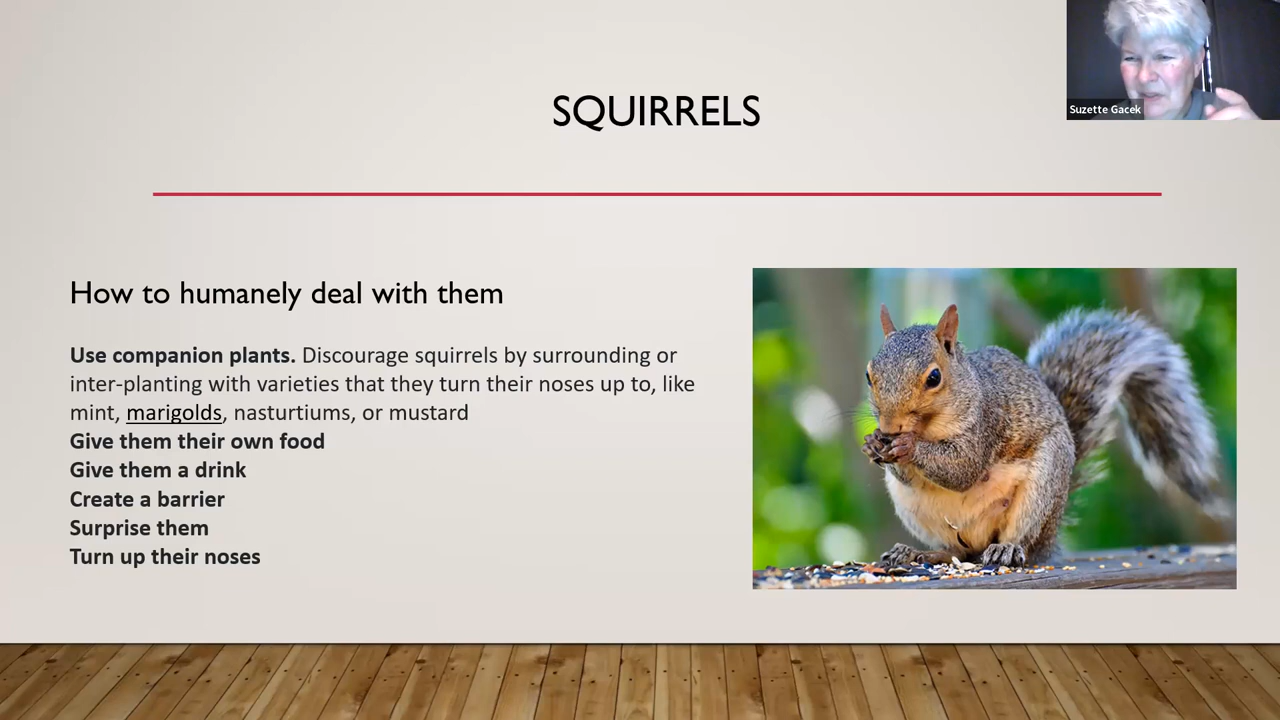 Suzette Gacek
SQUIRRELS
How to humanely deal with them
Use companion plants. Discourage squirrels by surrounding or
inter-planting with varieties that they turn their noses up to, like
mint, marigolds, nasturtiums, or mustard
Give them their own food
Give them a drink
Create a barrier
Surprise them
Turn up their noses